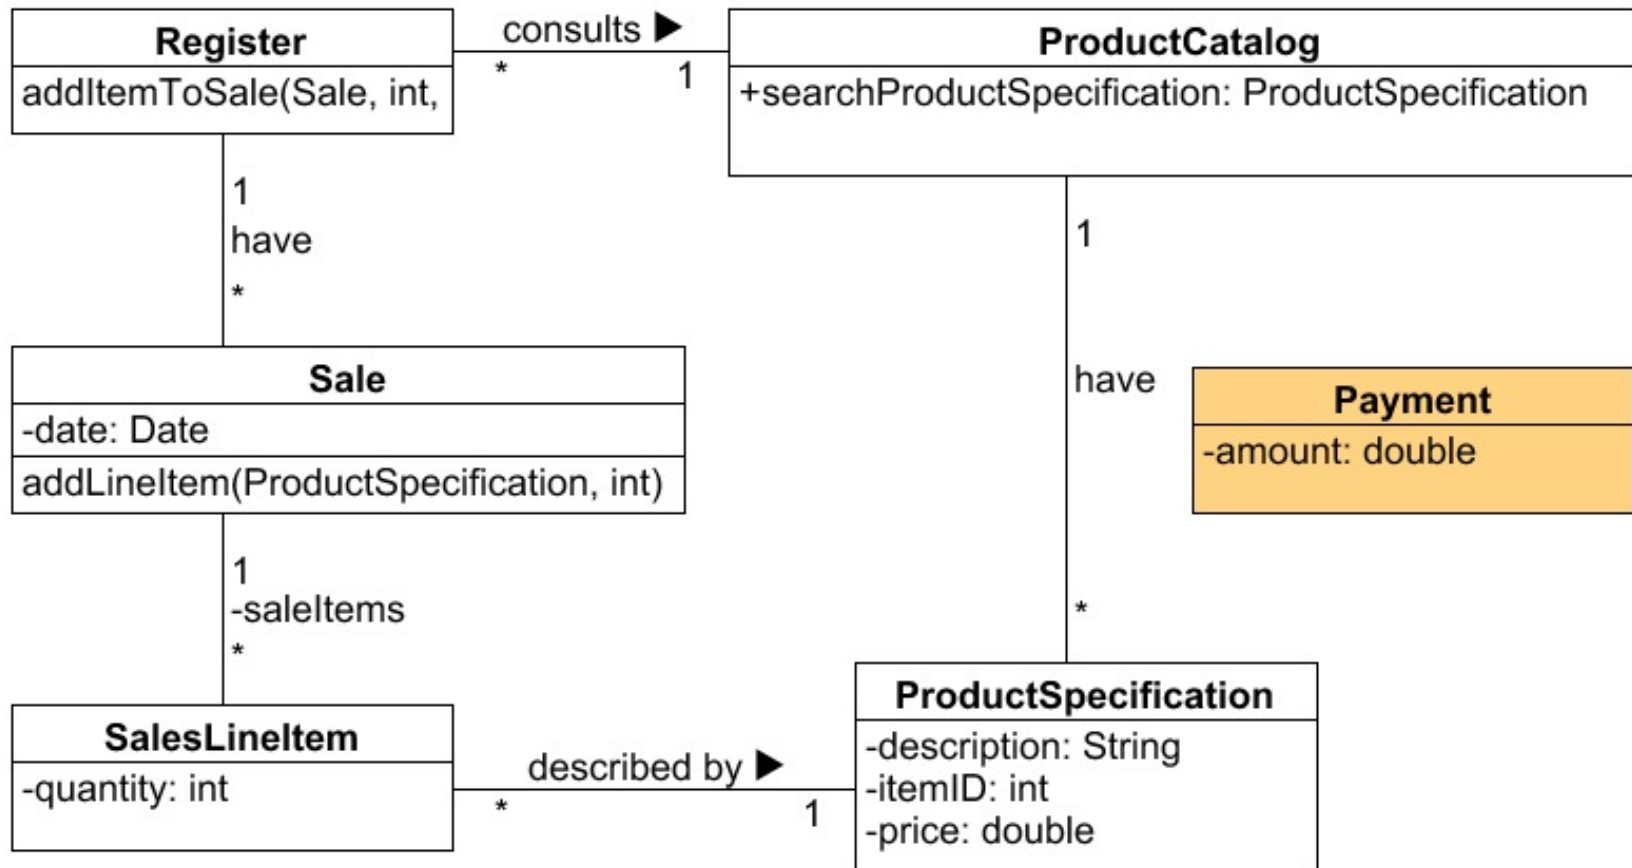 Register
addItemToSale(Sale, int,
consults ▶
*
1
ProductCatalog
+searchProductSpecification: ProductSpecification
1
have
*
1
have
*
Sale
-date: Date
addLineItem(ProductSpecification, int)
Payment
-amount: double
1
-saleItems
*
SalesLineItem
-quantity: int
described by ▶
*
1
ProductSpecification
-description: String
-itemID: int
-price: double